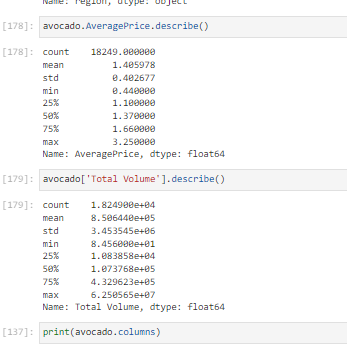 Name: region, dtype: object
[178]: avocado.AveragePrice.describe()
[178]: count 18249.000000
mean 1.405978
std 0.402677
min 0.440000
25% 1.100000
50% 1.370000
75% 1.660000
max 3.250000
Name: AveragePrice, dtype: float64
[179]: avocado['Total Volume'].describe()
[179]: count 1.824900e+04
mean 8.506440e+05
std 3.453545e+06
min 8.456000e+01
25% 1.083858e+04
50% 1.073768e+05
75% 4.329623e+05
max 6.250565e+07
Name: Total Volume, dtype: float64
[137]: print(avocado.columns)